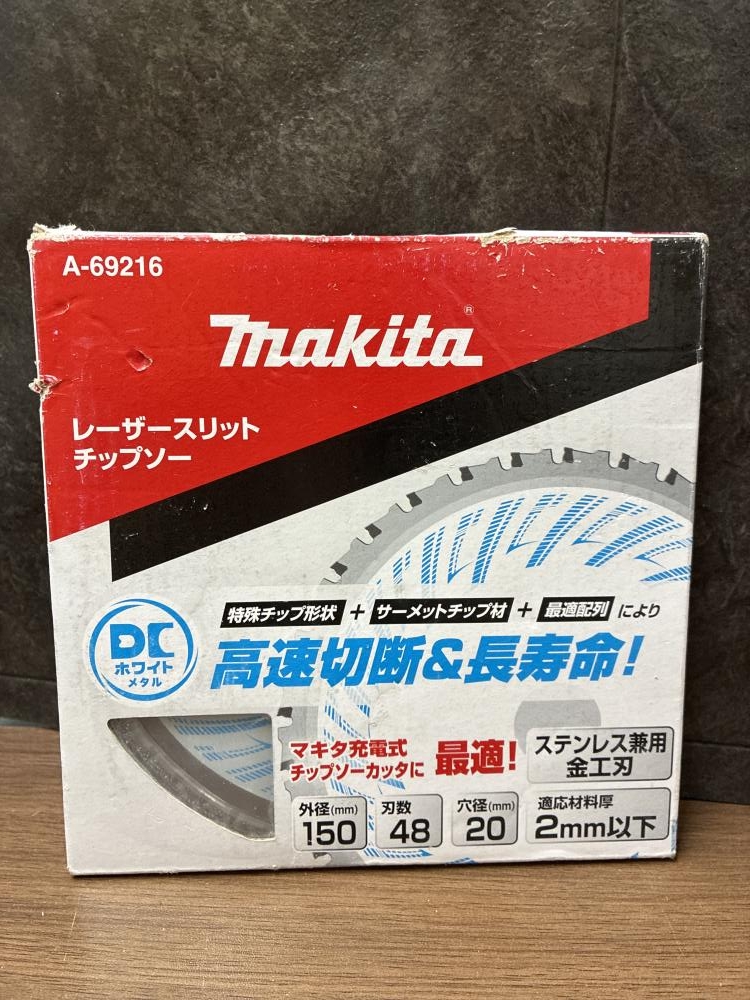 A-69216
makita®
レーザースリット
チップソー
DC
ホワイト
メタル
特殊チップ形状 + サーメットチップ材 + 最適配列 により
高速切断&長寿命!
マキタ充電式
チップソーカッタに 最適!
ステンレス兼用
金工刃
外径(mm)
150
刃数
48
穴径(mm)
20
適応材料厚
2mm以下